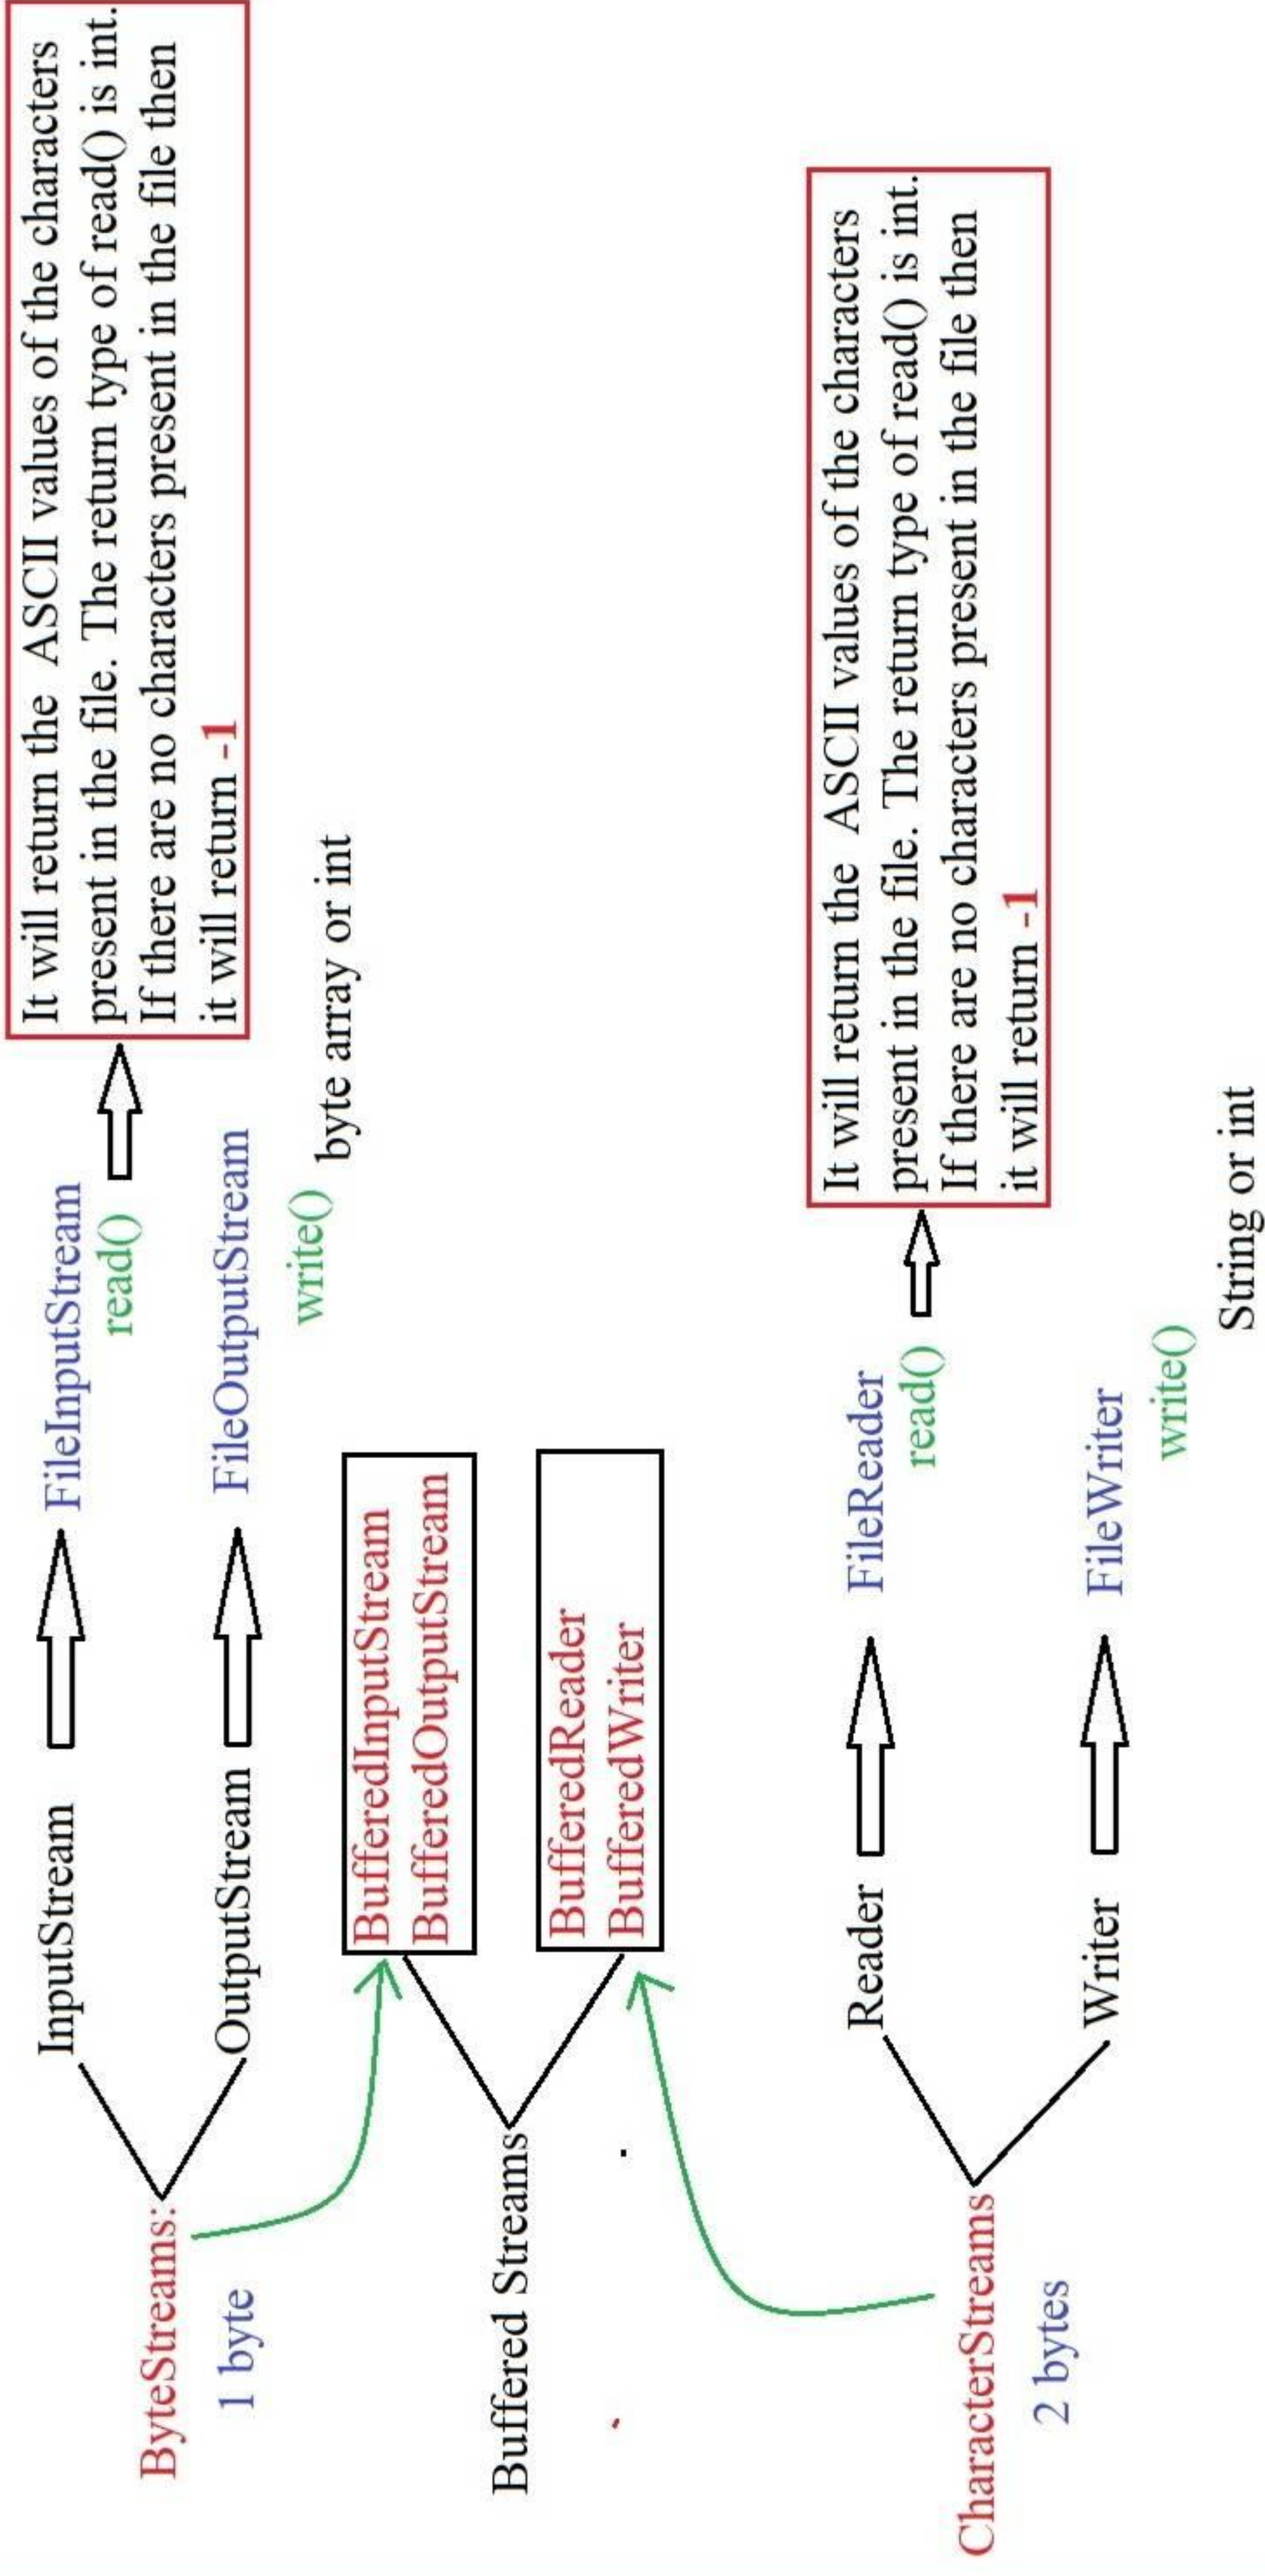 InputStream
FileInputStream
read()
It will return the ASCII values of the characters
present in the file. The return type of read() is int.
If there are no characters present in the file then
it will return -1
ByteStreams:
1 byte
OutputStream
FileOutputStream
write()
byte array or int
Buffered Streams
BufferedInputStream
BufferedOutputStream
BufferedReader
BufferedWriter
Reader
FileReader
read()
It will return the ASCII values of the characters
present in the file. The return type of read() is int.
If there are no characters present in the file then
it will return -1
CharacterStreams
2 bytes
Writer
FileWriter
write()
String or int